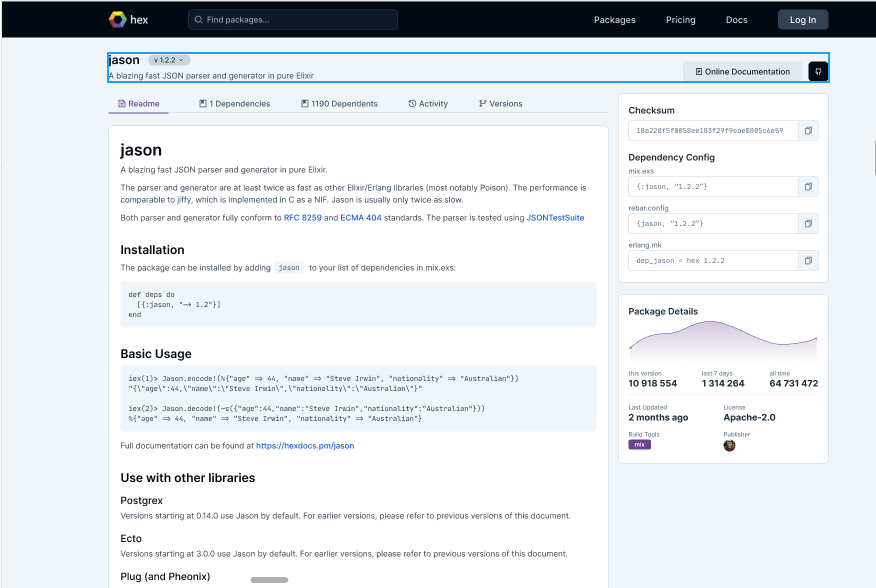 hex
Find packages...
Packages
Pricing
Docs
Log In
jason
v 1.2.2
A blazing fast JSON parser and generator in pure Elixir
Online Documentation
Readme
1 Dependencies
1190 Dependents
Activity
Versions
jason
A blazing fast JSON parser and generator in pure Elixir.
The parser and generator are at least twice as fast as other Elixir/Erlang libraries (most notably Poison). The performance is
comparable to jiffy, which is implemented in C as a NIF. Jason is usually only twice as slow.
Both parser and generator fully conform to RFC 8259 and ECMA 404 standards. The parser is tested using JSONTestSuite
Installation
The package can be installed by adding jason to your list of dependencies in mix.exs:
def deps do
[{:jason, "~> 1.2"}]
end
Basic Usage
iex(1)> Jason.encode!(%{"age" => 44, "name" => "Steve Irwin", "nationality" => "Australian"})
"{\"age\":44,\"name\":\"Steve Irwin\",\"nationality\":\"Australian\"}"
iex(2)> Jason.decode!(~s({"age":44,"name":"Steve Irwin","nationality":"Australian"}))
%{"age" => 44, "name" => "Steve Irwin", "nationality" => "Australian"}
Full documentation can be found at https://hexdocs.pm/jason
Use with other libraries
Postgrex
Versions starting at 0.14.0 use Jason by default. For earlier versions, please refer to previous versions of this document.
Ecto
Versions starting at 3.0.0 use Jason by default. For earlier versions, please refer to previous versions of this document.
Plug (and Pheonix)
Checksum
18a228f5f0058ee183f29f9eae0805c6e59
Dependency Config
mix.exs
{:jason, "1.2.2"}
rebar.config
{jason, "1.2.2"}
erlang.mk
dep_jason = hex 1.2.2
Package Details
this version
10 918 554
last 7 days
1 314 264
all time
64 731 472
Last Updated
2 months ago
License
Apache-2.0
Build Tools
mix
Publisher